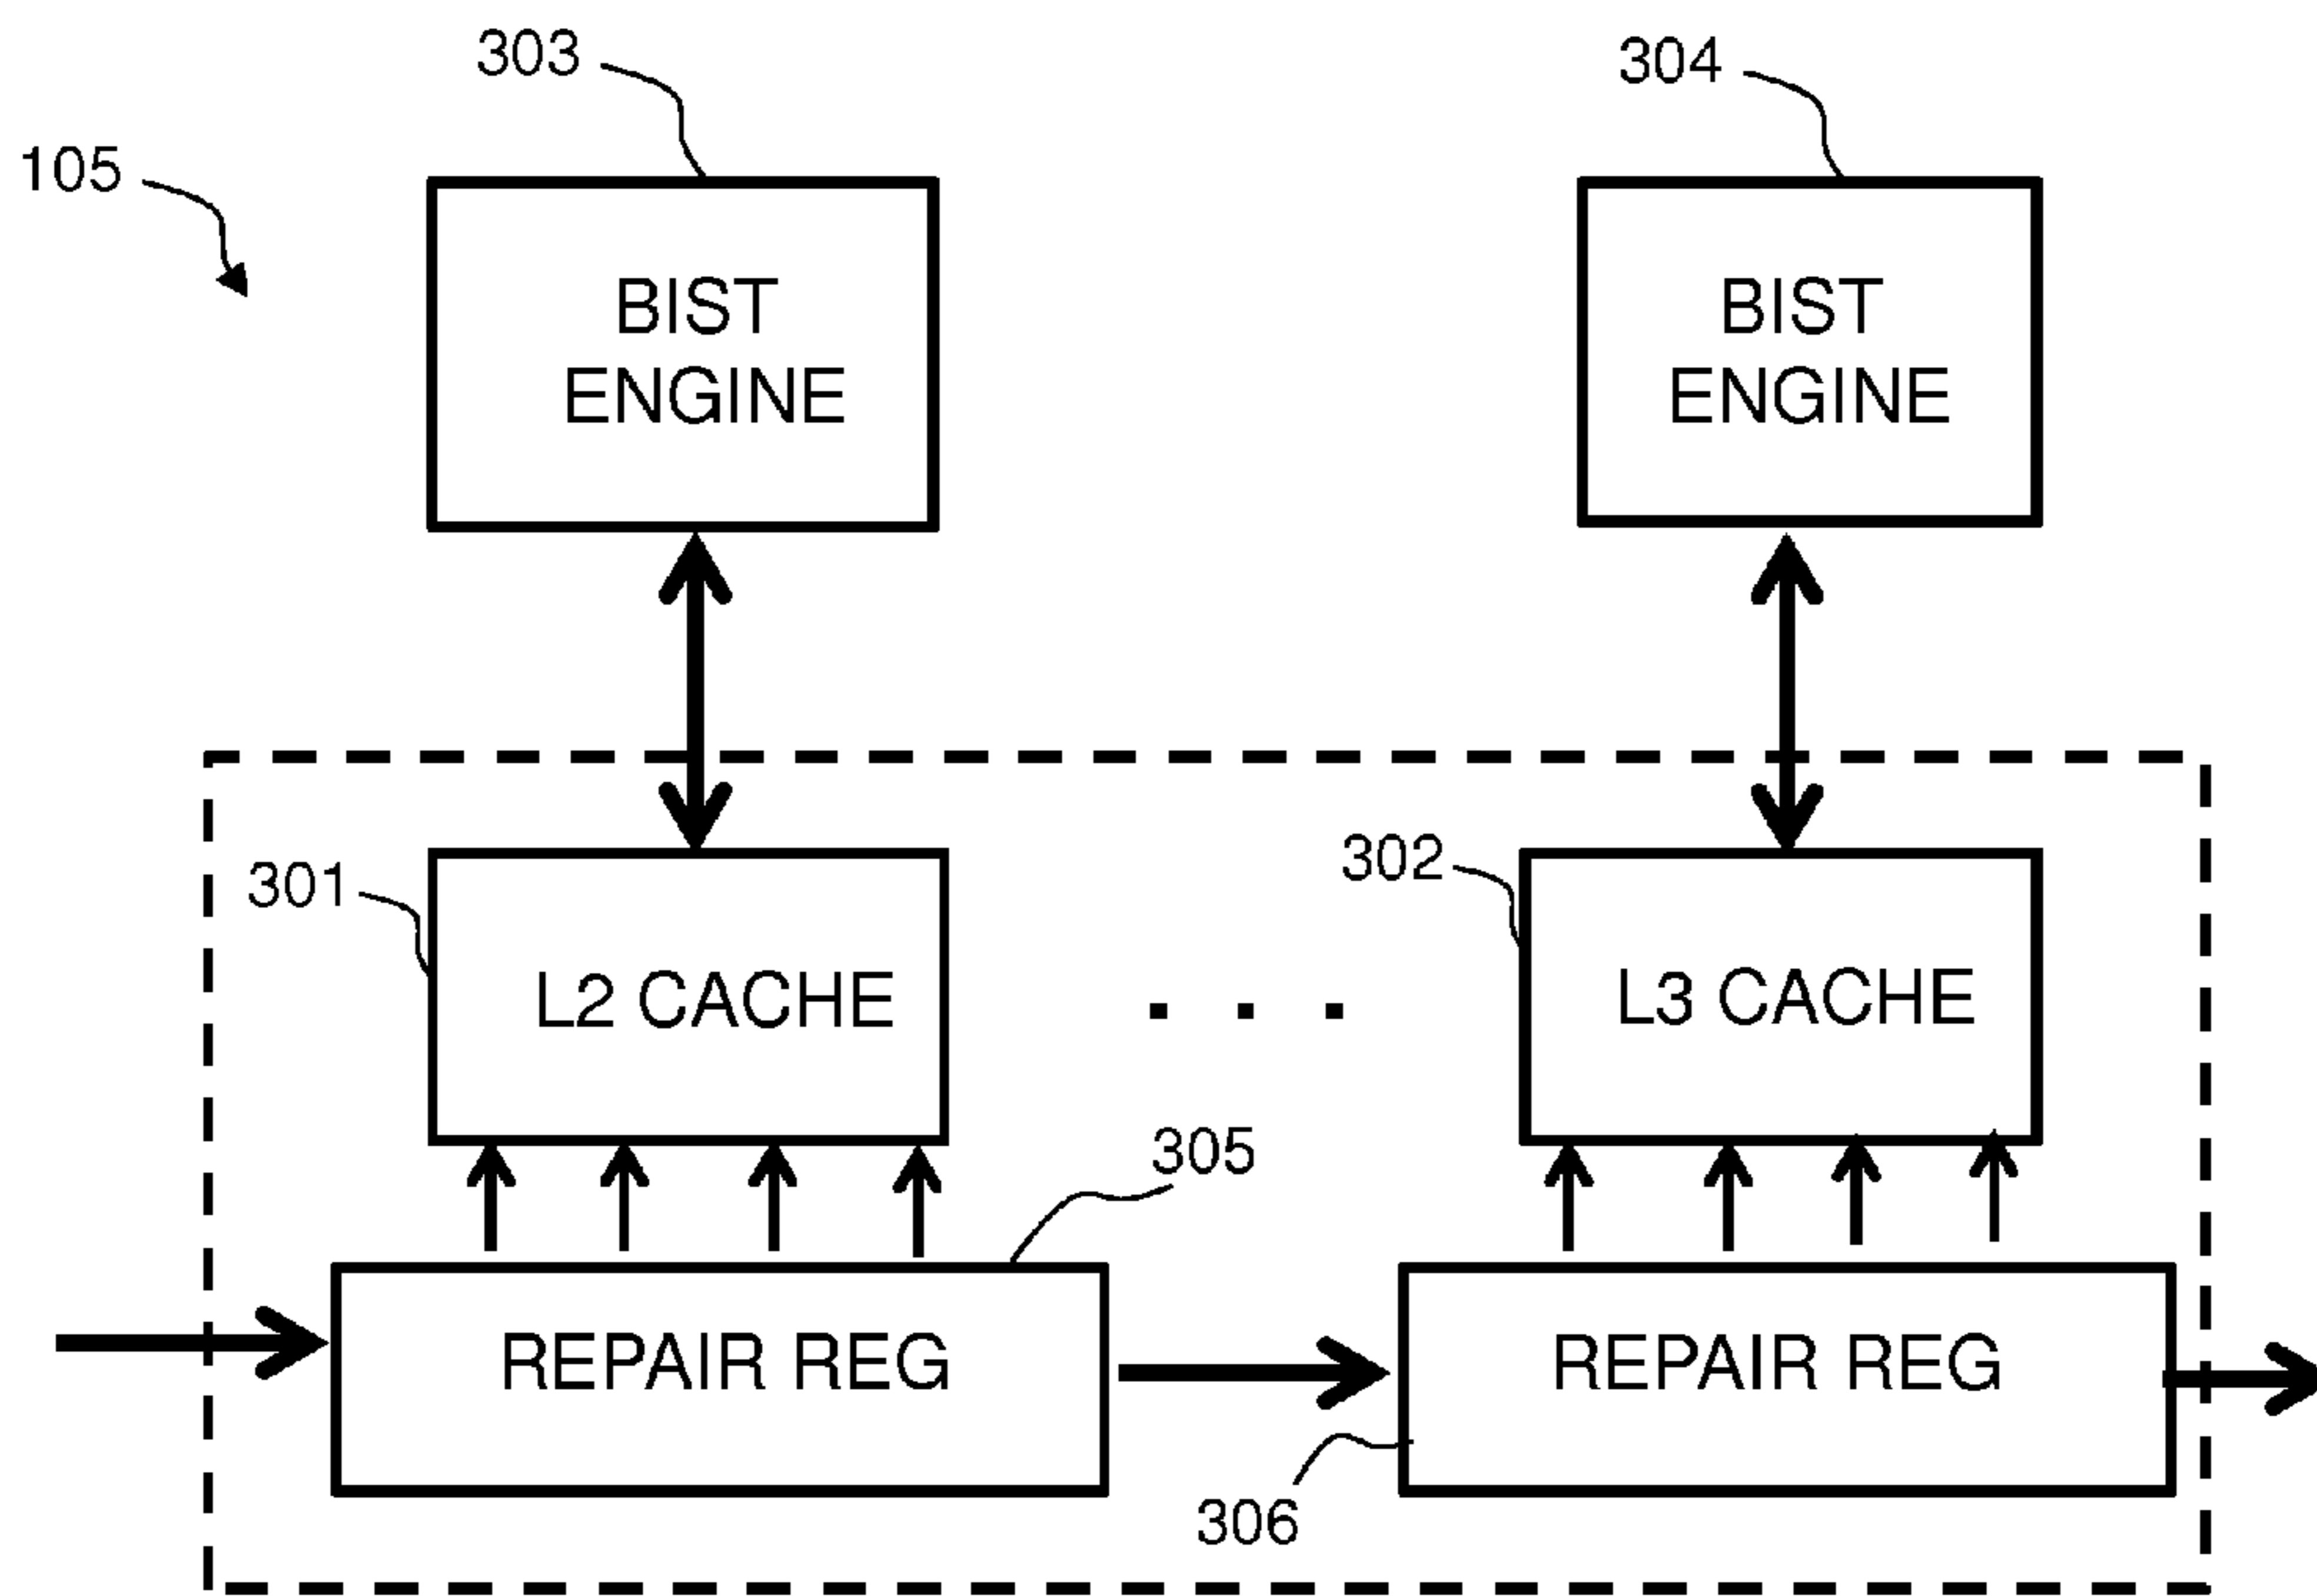 303
304
105
BIST
ENGINE
BIST
ENGINE
301
L2 CACHE
. . .
302
L3 CACHE
305
REPAIR REG
REPAIR REG
306